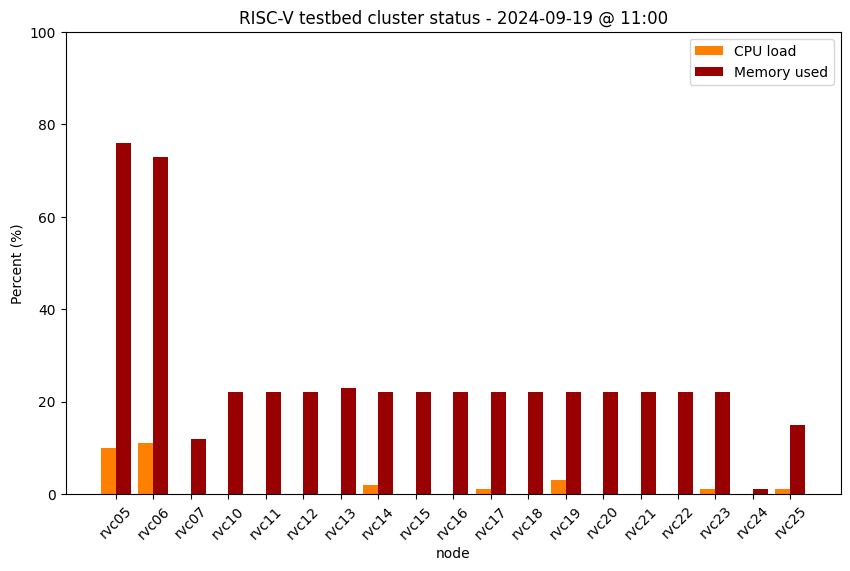 RISC-V testbed cluster status - 2024-09-19 @ 11:00
CPU load
Memory used
Percent (%)
100
80
60
40
20
0
rvc05
rvc06
rvc07
rvc10
rvc11
rvc12
rvc13
rvc14
rvc15
rvc16
rvc17
rvc18
rvc19
rvc20
rvc21
rvc22
rvc23
rvc24
rvc25
node